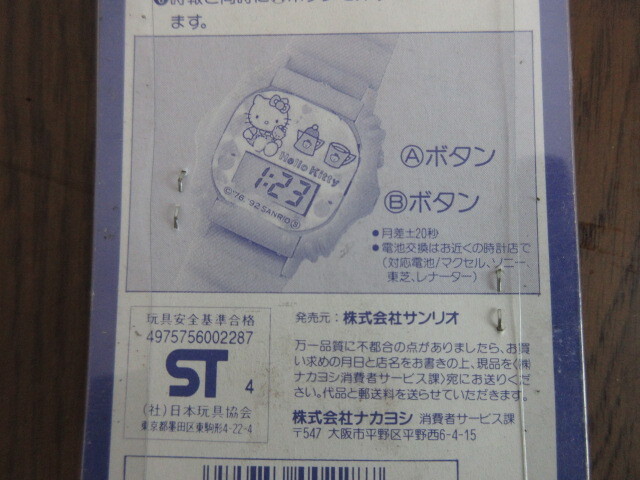 ます。
Hello Kitty
1:23
©'76,'92 SANRIO
Ⓐボタン
Ⓑボタン
●月差±20秒
●電池交換はお近くの時計店で
(対応電池/マクセル、ソニー、
東芝、レナーター)
玩具安全基準合格
4975756002287
ST 4
(社)日本玩具協会
東京都墨田区東駒形4-22-4
発売元:株式会社サンリオ
万一品質に不都合の点がありましたら、お買
い求めの月日と店名をお書きの上、現品を〈㈱
ナカヨシ消費者サービス課〉宛にお送りくだ
さい。代品と郵送料を送らせていただきます。
株式会社ナカヨシ 消費者サービス課
〒547 大阪市平野区平野西6-4-15